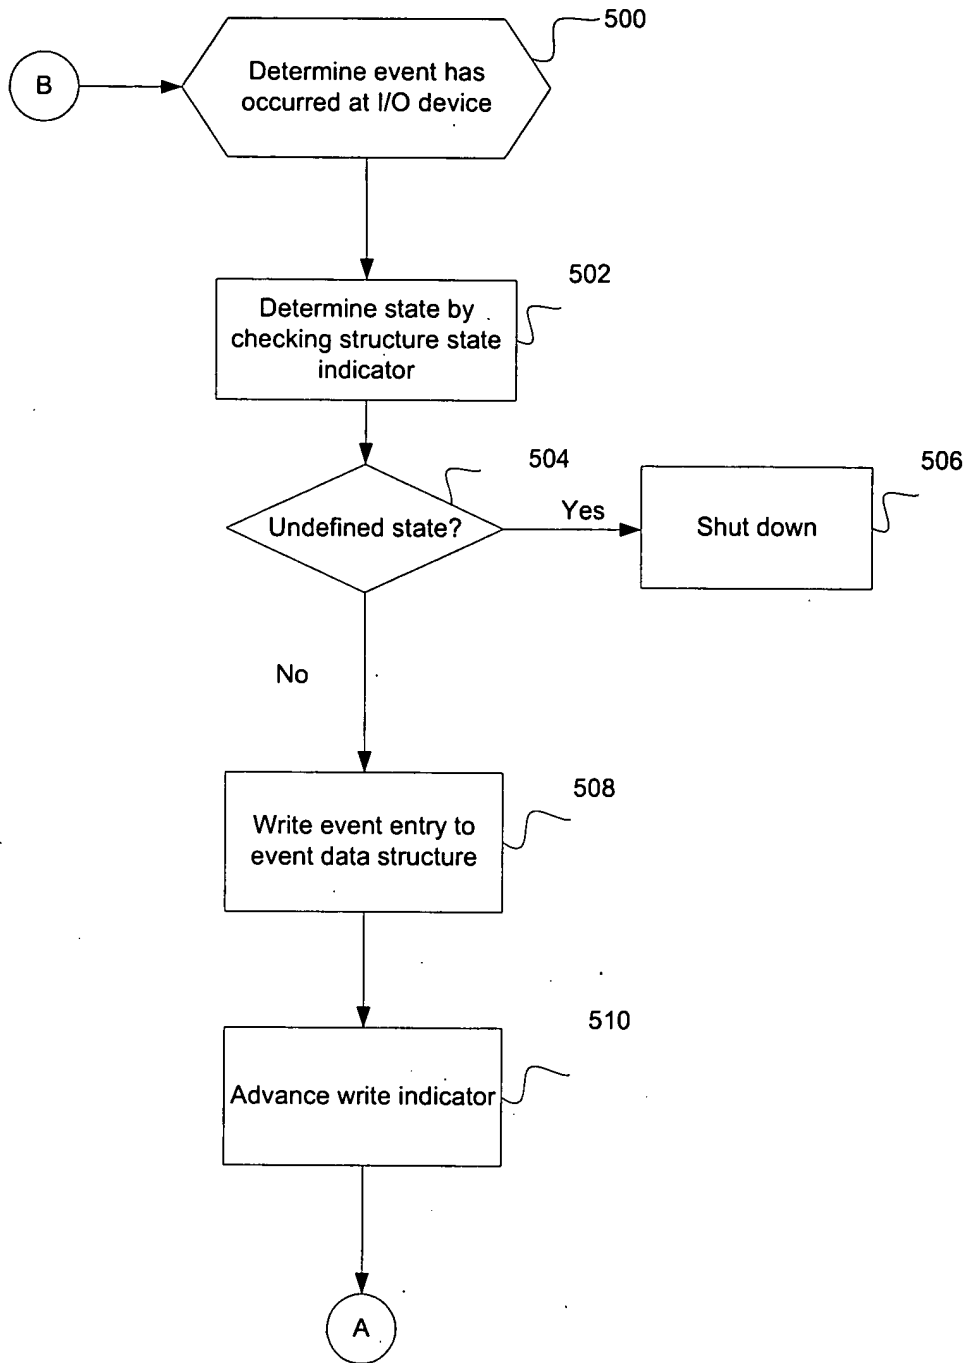 500
B
Determine event has
occurred at I/O device
502
Determine state by
checking structure state
indicator
504
506
Undefined state?
Yes
Shut down
No
508
Write event entry to
event data structure
510
Advance write indicator
A